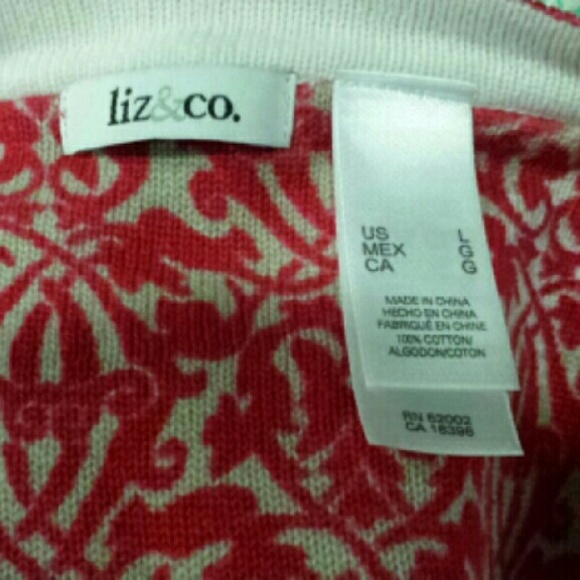 liz&co.
US L
MEX G
CA G
MADE IN CHINA
HECHO EN CHINA
FABRIQUÉ EN CHINE
100% COTTON/
ALGODON/COTON
RN 62002
CA 18396